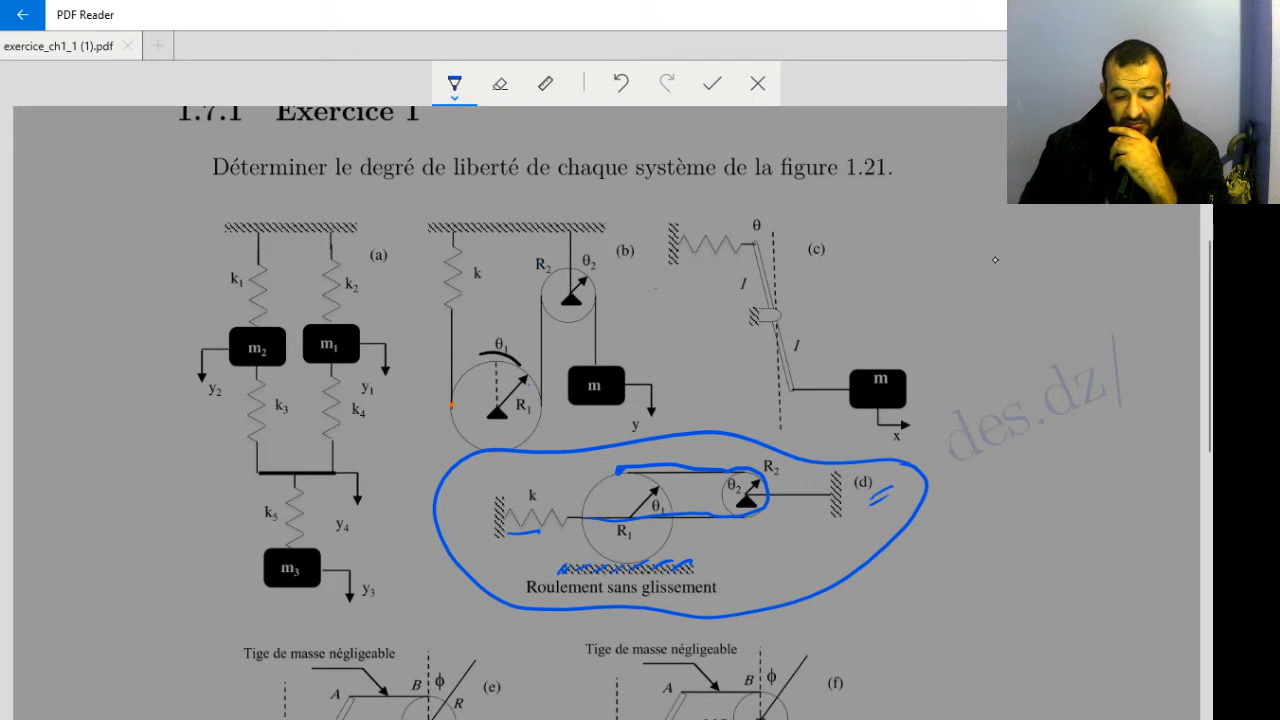 PDF Reader
exercice_ch1_1 (1).pdf
1.7.1 Exercice 1
Déterminer le degré de liberté de chaque système de la figure 1.21.
(a)
k₁
k₂
m₂
m₁
y₂
y₁
k₃
k₄
k₅
y₄
m₃
y₃
(b)
k
R₂
θ₂
θ₁
R₁
m
y
(c)
θ
l
l
m
x
des.dz/
(d)
k
R₁
θ₁
θ₂
R₂
Roulement sans glissement
Tige de masse négligeable
A
B
ϕ
R
(e)
Tige de masse négligeable
A
B
ϕ
(f)